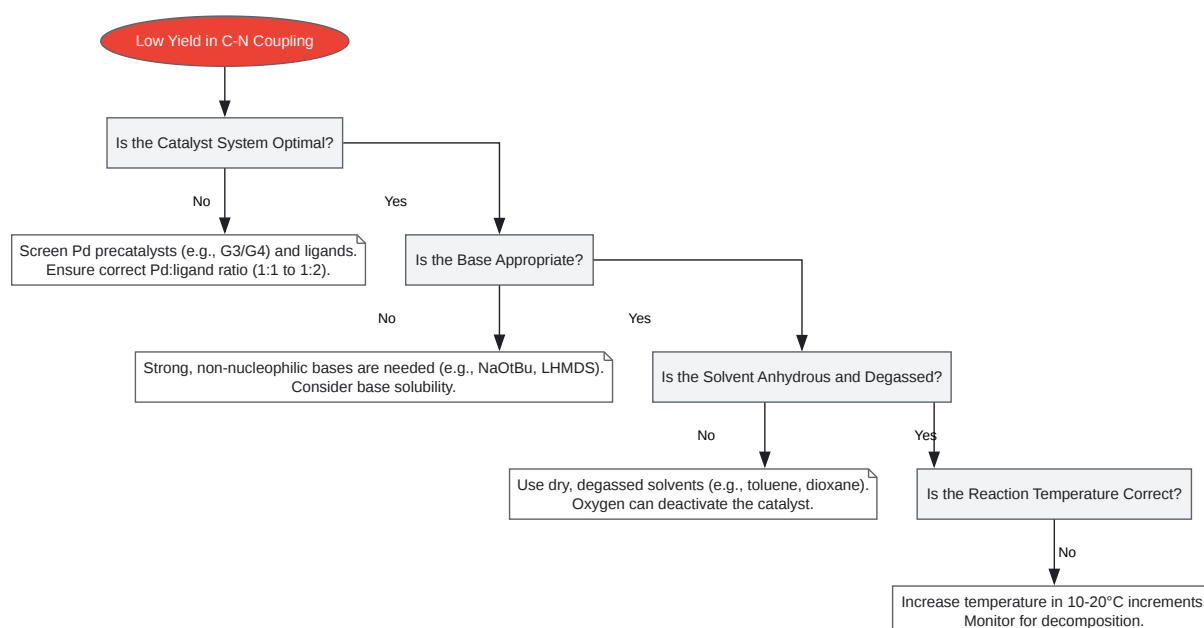 Low Yield in C-N Coupling
Is the Catalyst System Optimal?
No
Yes
Screen Pd precatalysts (e.g., G3/G4) and ligands.
Ensure correct Pd:ligand ratio (1:1 to 1:2).
Is the Base Appropriate?
No
Yes
Strong, non-nucleophilic bases are needed (e.g., NaOtBu, LHMDS).
Consider base solubility.
Is the Solvent Anhydrous and Degassed?
No
Yes
Use dry, degassed solvents (e.g., toluene, dioxane).
Oxygen can deactivate the catalyst.
Is the Reaction Temperature Correct?
No
Increase temperature in 10-20°C increments
Monitor for decomposition.